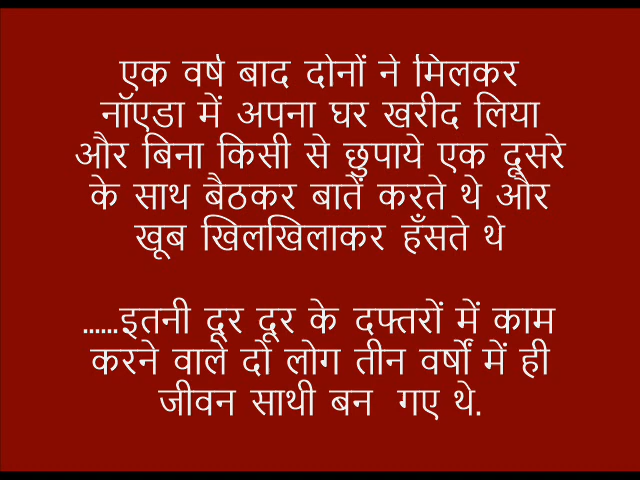 एक वर्ष बाद दोनों ने मिलकर
नॉएडा में अपना घर खरीद लिया
और बिना किसी से छुपाये एक दूसरे
के साथ बैठकर बातें करते थे और
खूब खिलखिलाकर हँसते थे
......इतनी दूर दूर के दफ्तरों में काम
करने वाले दो लोग तीन वर्षों में ही
जीवन साथी बन गए थे.